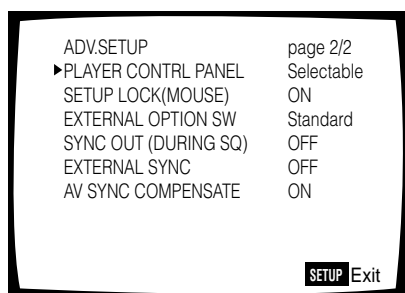 ADV.SETUP page 2/2
▶PLAYER CONTRL PANEL Selectable
SETUP LOCK(MOUSE) ON
EXTERNAL OPTION SW Standard
SYNC OUT (DURING SQ) OFF
EXTERNAL SYNC OFF
AV SYNC COMPENSATE ON
SETUP Exit